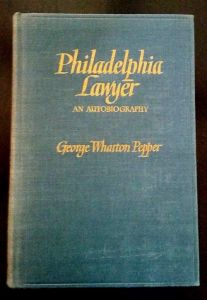 Philadelphia
Lawyer
AN AUTOBIOGRAPHY
George Wharton Pepper